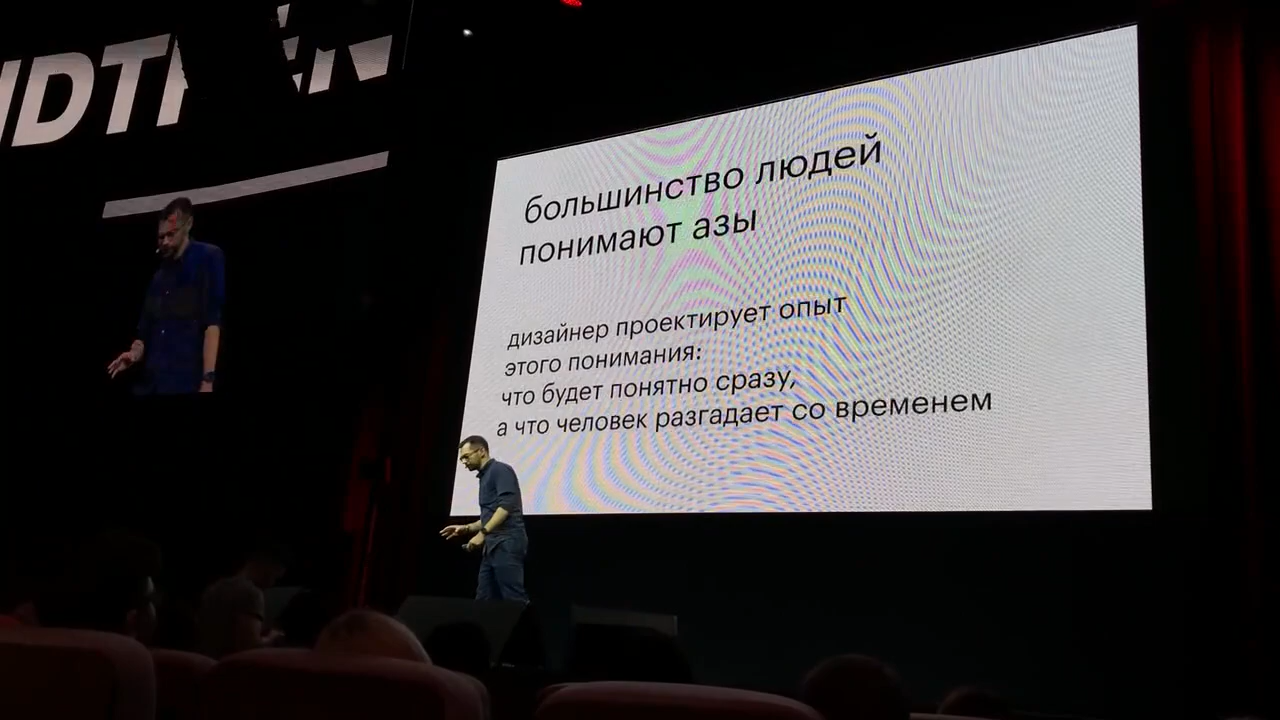 большинство людей
понимают азы
дизайнер проектирует опыт
этого понимания:
что будет понятно сразу,
а что человек разгадает со временем